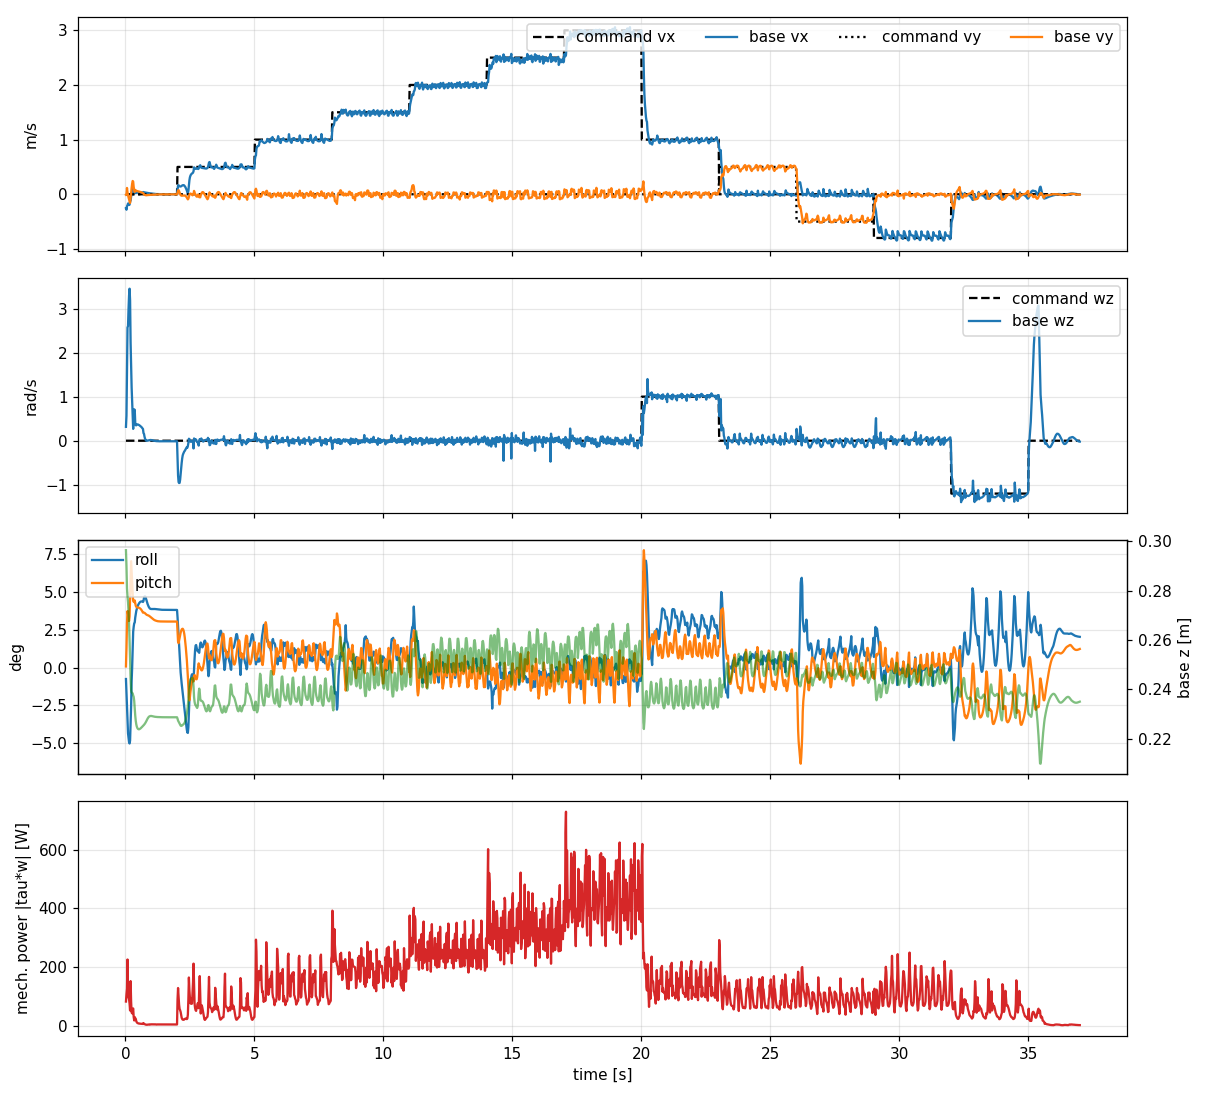 command vx
base vx
command vy
base vy
3
2
1
0
−1
m/s
command wz
base wz
3
2
1
0
−1
rad/s
roll
pitch
7.5
5.0
2.5
0.0
−2.5
−5.0
deg
0.30
0.28
0.26
0.24
0.22
base z [m]
600
400
200
0
mech. power |tau*w| [W]
0
5
10
15
20
25
30
35
time [s]